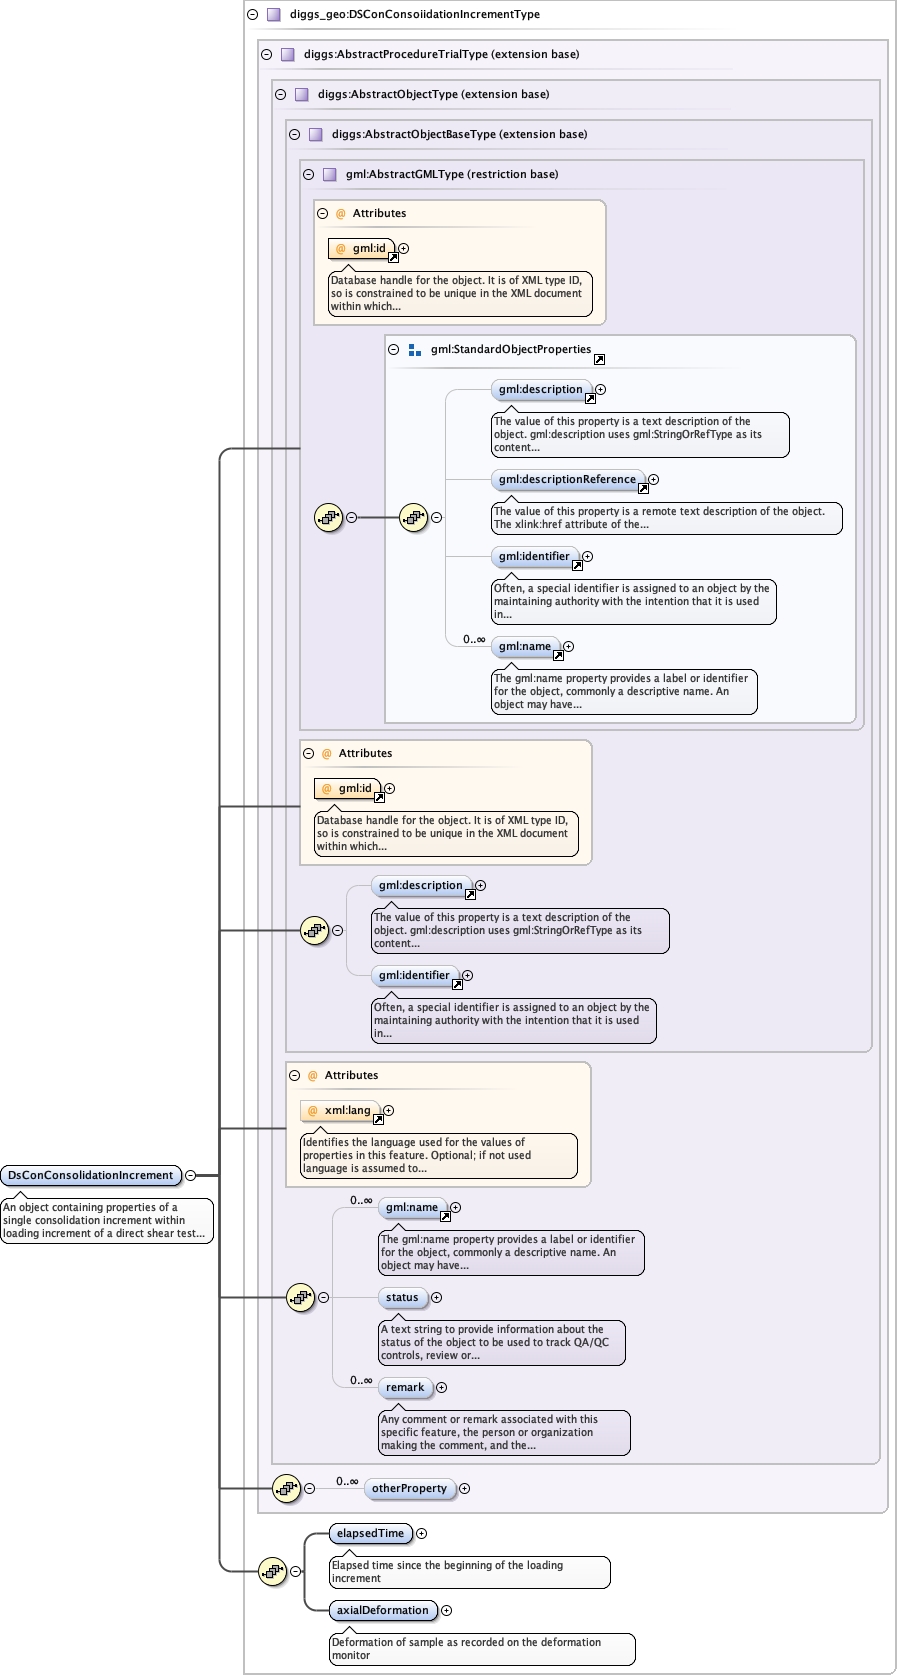 diggs_geo:DSConConsoiidationIncrementType
diggs:AbstractProcedureTrialType (extension base)
diggs:AbstractObjectType (extension base)
diggs:AbstractObjectBaseType (extension base)
gml:AbstractGMLType (restriction base)
@ Attributes
@ gml:id
Database handle for the object. It is of XML type ID,
so is constrained to be unique in the XML document
within which...
gml:StandardObjectProperties
gml:description
The value of this property is a text description of the
object. gml:description uses gml:StringOrRefType as its
content...
gml:descriptionReference
The value of this property is a remote text description of the object.
The xlink:href attribute of the...
gml:identifier
Often, a special identifier is assigned to an object by the
maintaining authority with the intention that it is used
in...
0..∞
gml:name
The gml:name property provides a label or identifier
for the object, commonly a descriptive name. An
object may have...
@ Attributes
@ gml:id
Database handle for the object. It is of XML type ID,
so is constrained to be unique in the XML document
within which...
gml:description
The value of this property is a text description of the
object. gml:description uses gml:StringOrRefType as its
content...
gml:identifier
Often, a special identifier is assigned to an object by the
maintaining authority with the intention that it is used
in...
@ Attributes
@ xml:lang
Identifies the language used for the values of
properties in this feature. Optional; if not used
language is assumed to...
DsConConsolidationIncrement
An object containing properties of a
single consolidation increment within
loading increment of a direct shear test...
0..∞
gml:name
The gml:name property provides a label or identifier
for the object, commonly a descriptive name. An
object may have...
status
A text string to provide information about the
status of the object to be used to track QA/QC
controls, review or...
0..∞
remark
Any comment or remark associated with this
specific feature, the person or organization
making the comment, and the...
0..∞
otherProperty
elapsedTime
Elapsed time since the beginning of the loading
increment
axialDeformation
Deformation of sample as recorded on the deformation
monitor